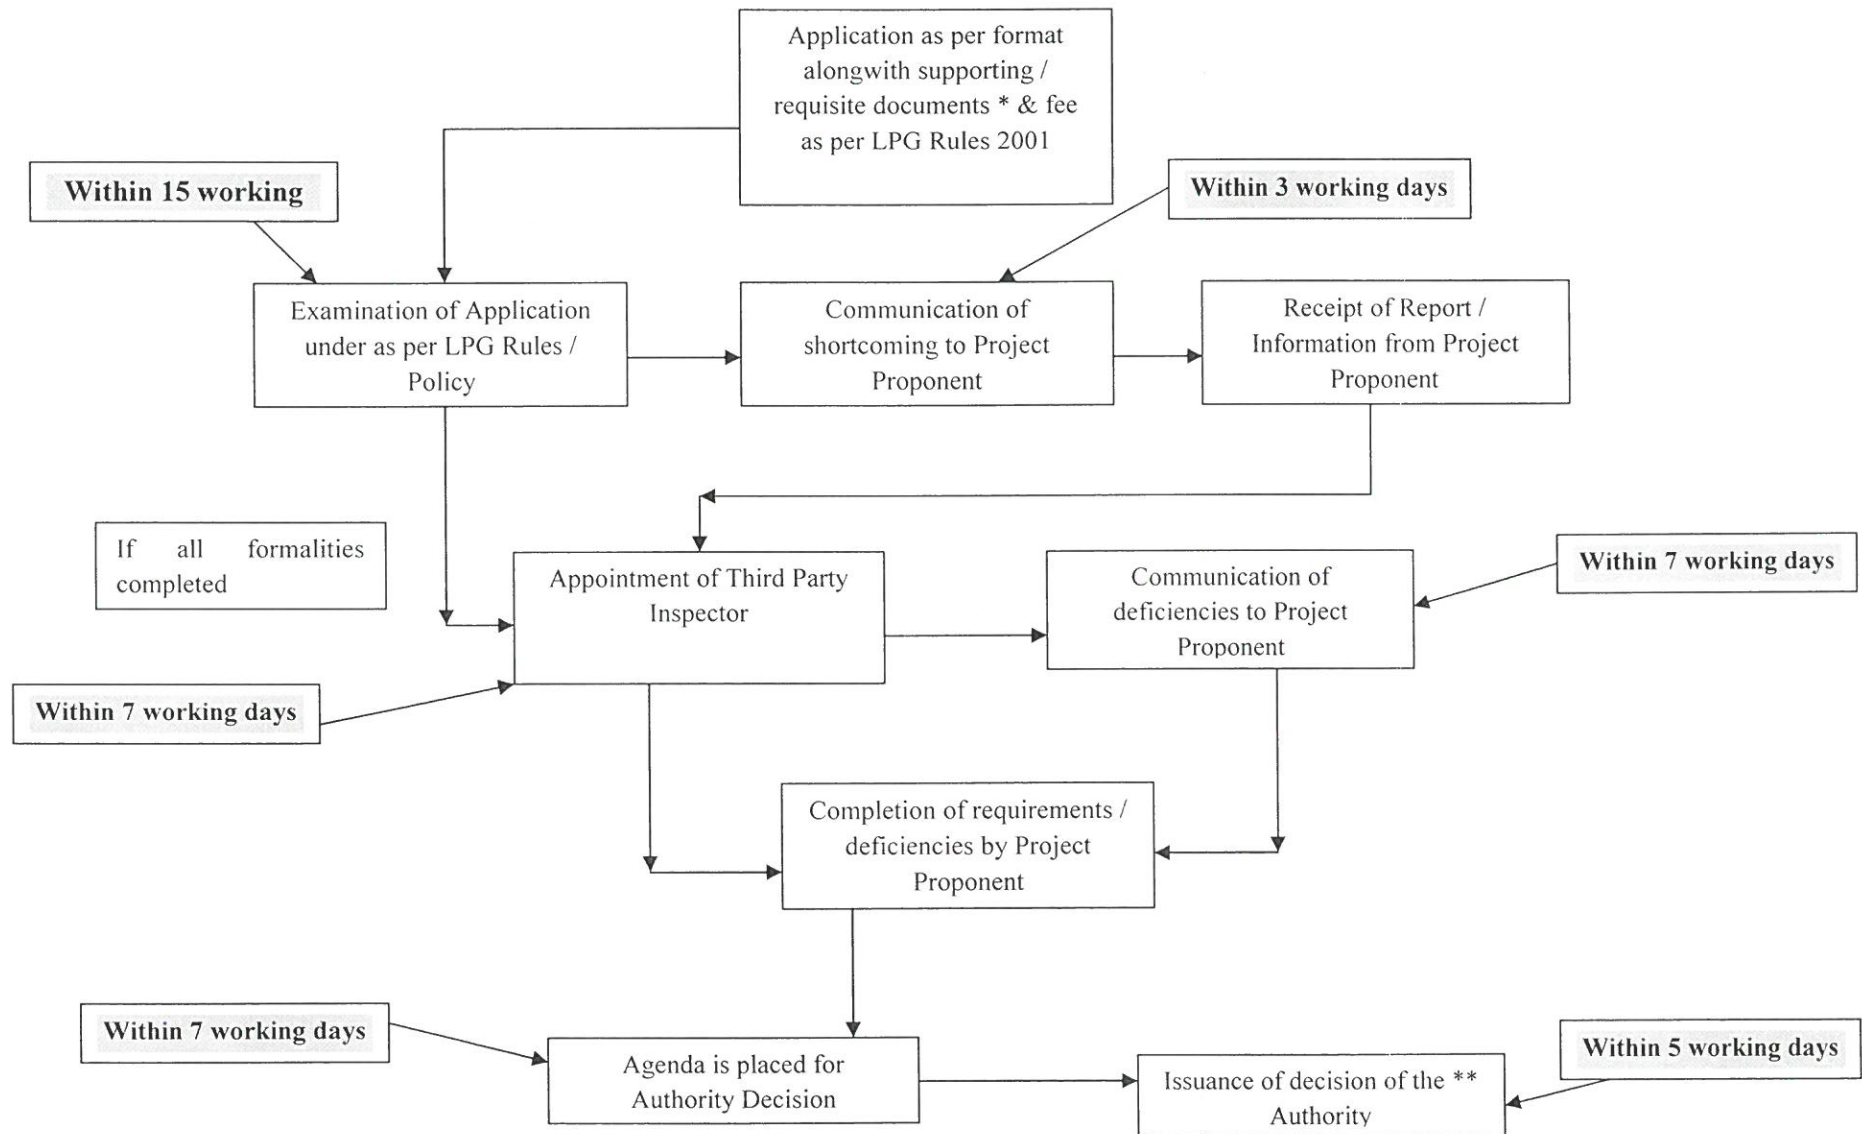 Application as per format
alongwith supporting /
requisite documents * & fee
as per LPG Rules 2001
Within 15 working
Within 3 working days
Examination of Application
under as per LPG Rules /
Policy
Communication of
shortcoming to Project
Proponent
Receipt of Report /
Information from Project
Proponent
If all formalities
completed
Appointment of Third Party
Inspector
Communication of
deficiencies to Project
Proponent
Within 7 working days
Within 7 working days
Completion of requirements /
deficiencies by Project
Proponent
Within 7 working days
Agenda is placed for
Authority Decision
Issuance of decision of the **
Authority
Within 5 working days